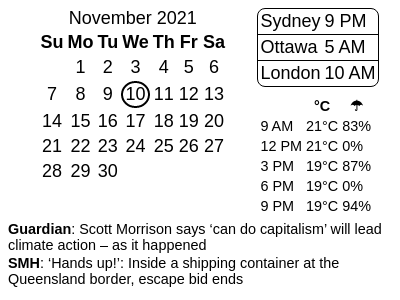 November 2021
Su Mo Tu We Th Fr Sa
1 2 3 4 5 6
7 8 9 10 11 12 13
14 15 16 17 18 19 20
21 22 23 24 25 26 27
28 29 30
Sydney 9 PM
Ottawa 5 AM
London 10 AM
°C ☂
9 AM 21°C 83%
12 PM 21°C 0%
3 PM 19°C 87%
6 PM 19°C 0%
9 PM 19°C 94%
Guardian: Scott Morrison says ‘can do capitalism’ will lead
climate action – as it happened
SMH: ‘Hands up!’: Inside a shipping container at the
Queensland border, escape bid ends